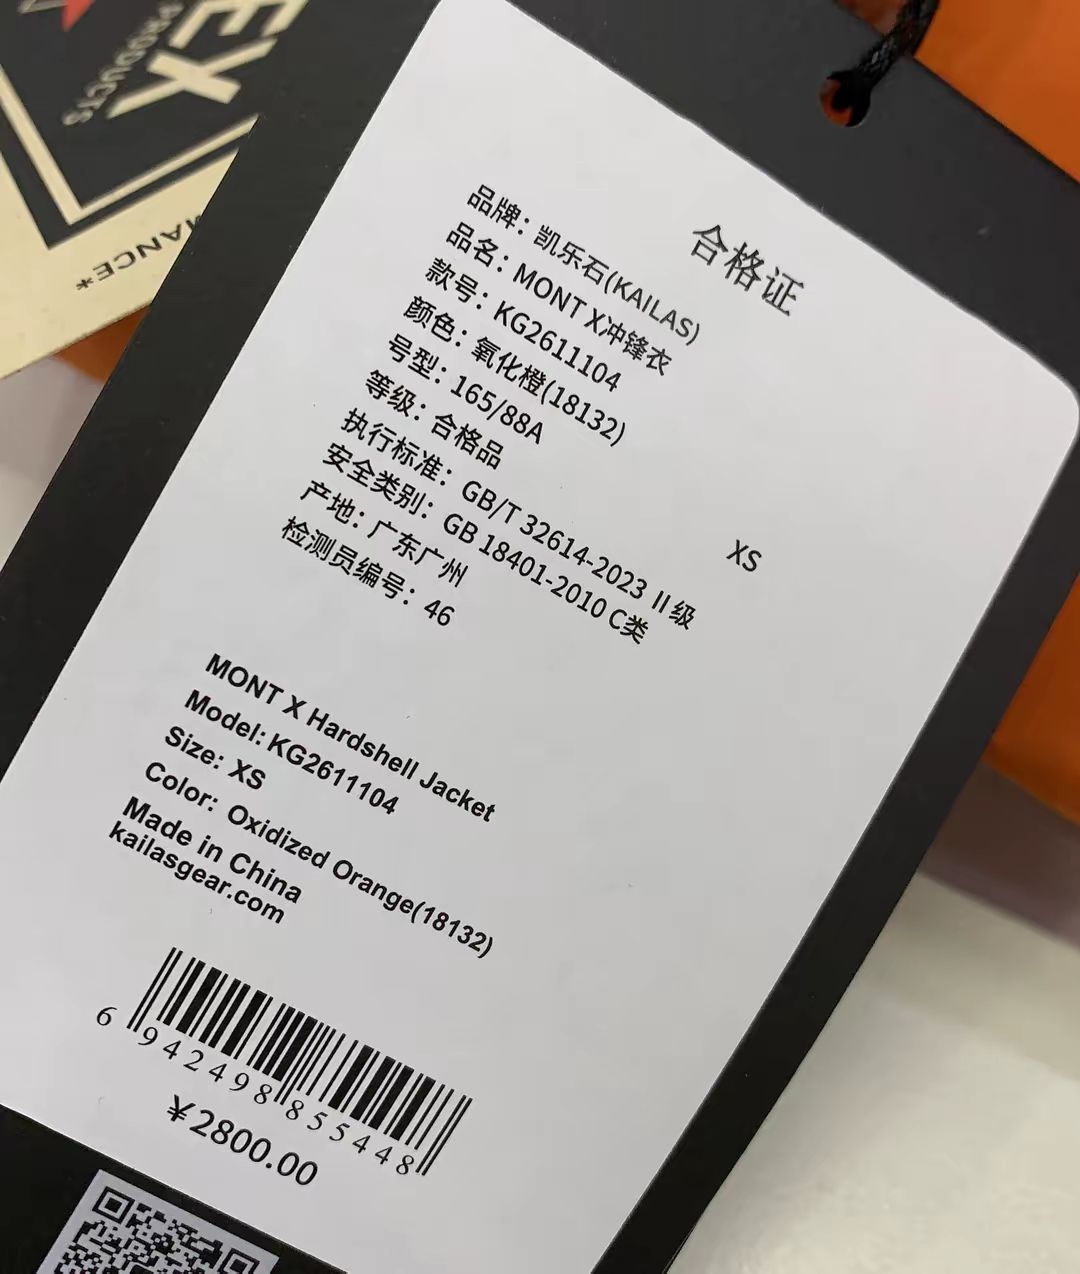 EX
PRODUCTS
MANCE*
合格证
品牌：凯乐石(KAILAS)
品名：MONT X冲锋衣
款号：KG2611104
颜色：氧化橙(18132)
号型：165/88A XS
等级：合格品
执行标准：GB/T 32614-2023 II级
安全类别：GB 18401-2010 C类
产地：广东广州
检测员编号：46
MONT X Hardshell Jacket
Model: KG2611104
Size: XS
Color: Oxidized Orange(18132)
Made in China
kailasgear.com
6 942498 855448
¥2800.00